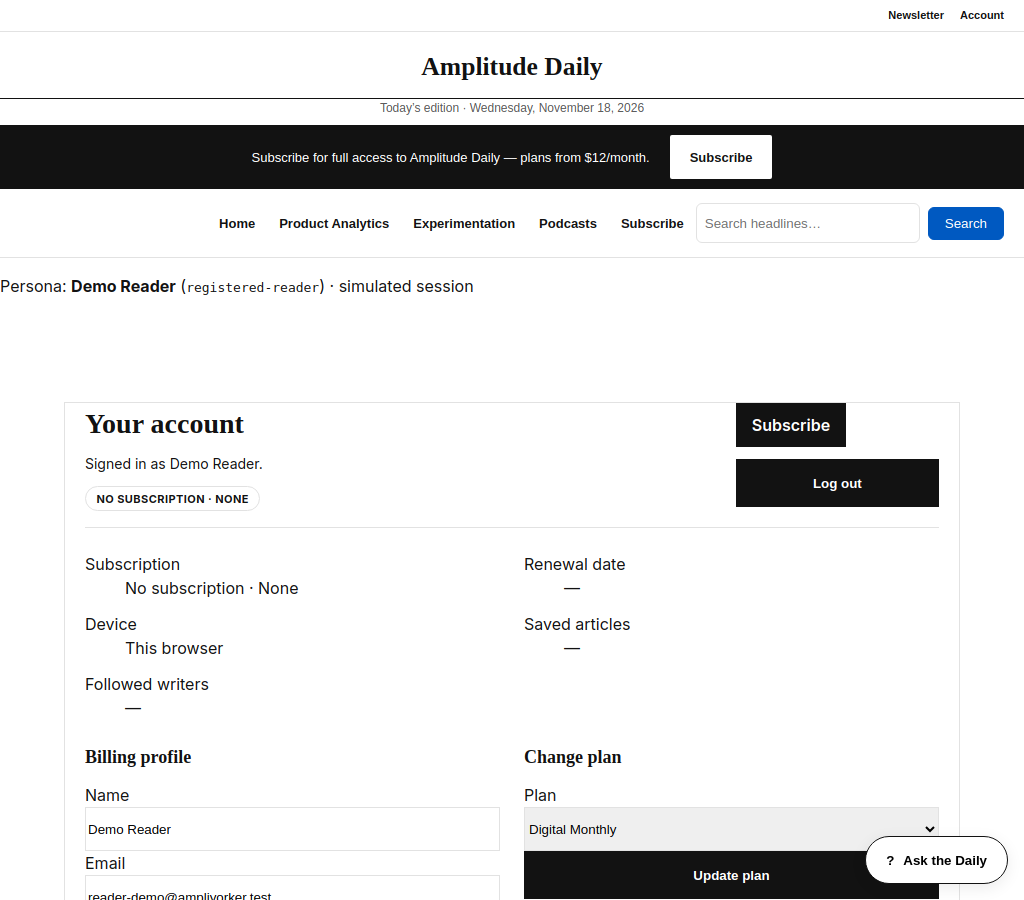 Newsletter Account
Amplitude Daily
Today's edition · Wednesday, November 18, 2026
Subscribe for full access to Amplitude Daily — plans from $12/month. Subscribe
Home Product Analytics Experimentation Podcasts Subscribe Search headlines… Search
Persona: Demo Reader (registered-reader) · simulated session
Your account
Subscribe
Signed in as Demo Reader.
Log out
NO SUBSCRIPTION · NONE
Subscription
No subscription · None
Renewal date
—
Device
This browser
Saved articles
—
Followed writers
—
Billing profile
Name
Demo Reader
Email
reader-demo@ampliyorker.test
Change plan
Plan
Digital Monthly
Update plan
? Ask the Daily